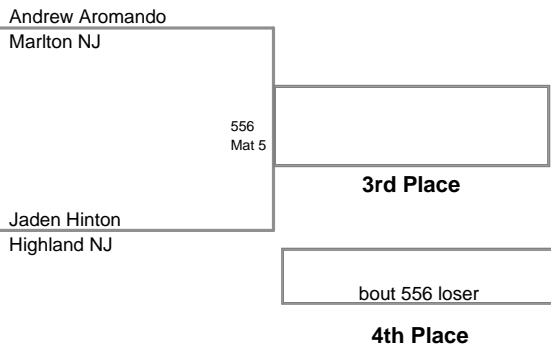 Andrew Aromando
Marlton NJ
556
Mat 5
3rd Place
Jaden Hinton
Highland NJ
bout 556 loser
4th Place